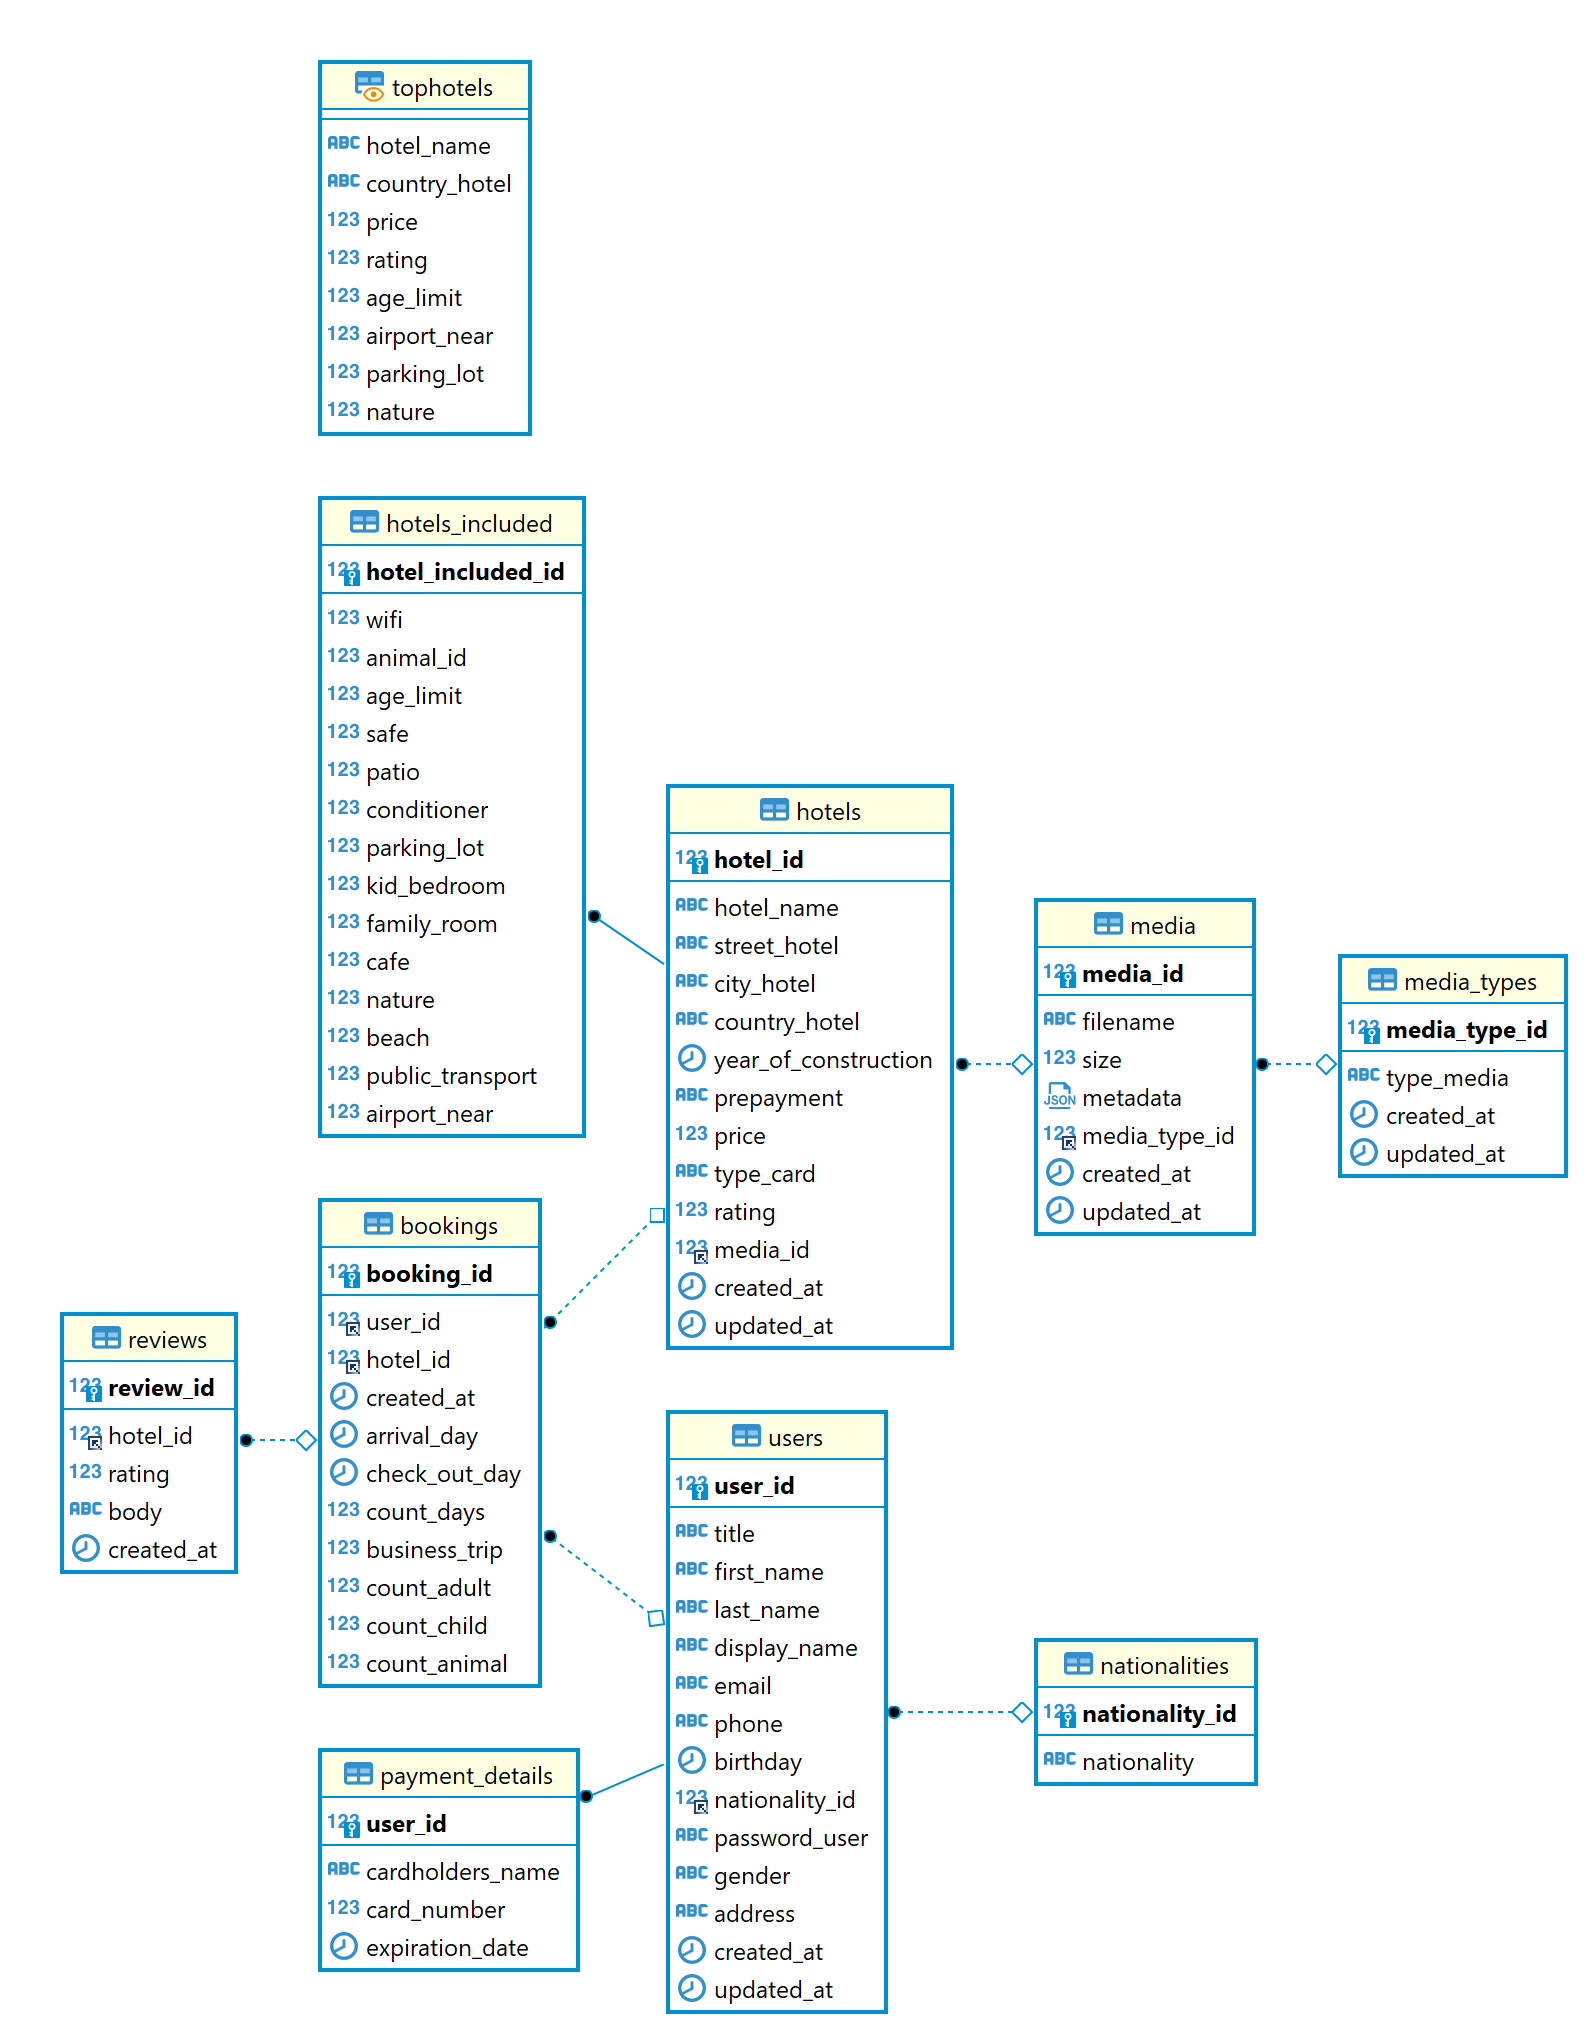 tophotels
ABC hotel_name
ABC country_hotel
123 price
123 rating
123 age_limit
123 airport_near
123 parking_lot
123 nature
hotels_included
123 hotel_included_id
123 wifi
123 animal_id
123 age_limit
123 safe
123 patio
123 conditioner
123 parking_lot
123 kid_bedroom
123 family_room
123 cafe
123 nature
123 beach
123 public_transport
123 airport_near
hotels
123 hotel_id
ABC hotel_name
ABC street_hotel
ABC city_hotel
ABC country_hotel
year_of_construction
ABC prepayment
123 price
ABC type_card
123 rating
123 media_id
created_at
updated_at
media
123 media_id
ABC filename
123 size
JSON metadata
123 media_type_id
created_at
updated_at
media_types
123 media_type_id
ABC type_media
created_at
updated_at
bookings
123 booking_id
123 user_id
123 hotel_id
created_at
arrival_day
check_out_day
123 count_days
123 business_trip
123 count_adult
123 count_child
123 count_animal
reviews
123 review_id
123 hotel_id
123 rating
ABC body
created_at
users
123 user_id
ABC title
ABC first_name
ABC last_name
ABC display_name
ABC email
ABC phone
birthday
123 nationality_id
ABC password_user
ABC gender
ABC address
created_at
updated_at
nationalities
123 nationality_id
ABC nationality
payment_details
123 user_id
ABC cardholders_name
123 card_number
expiration_date